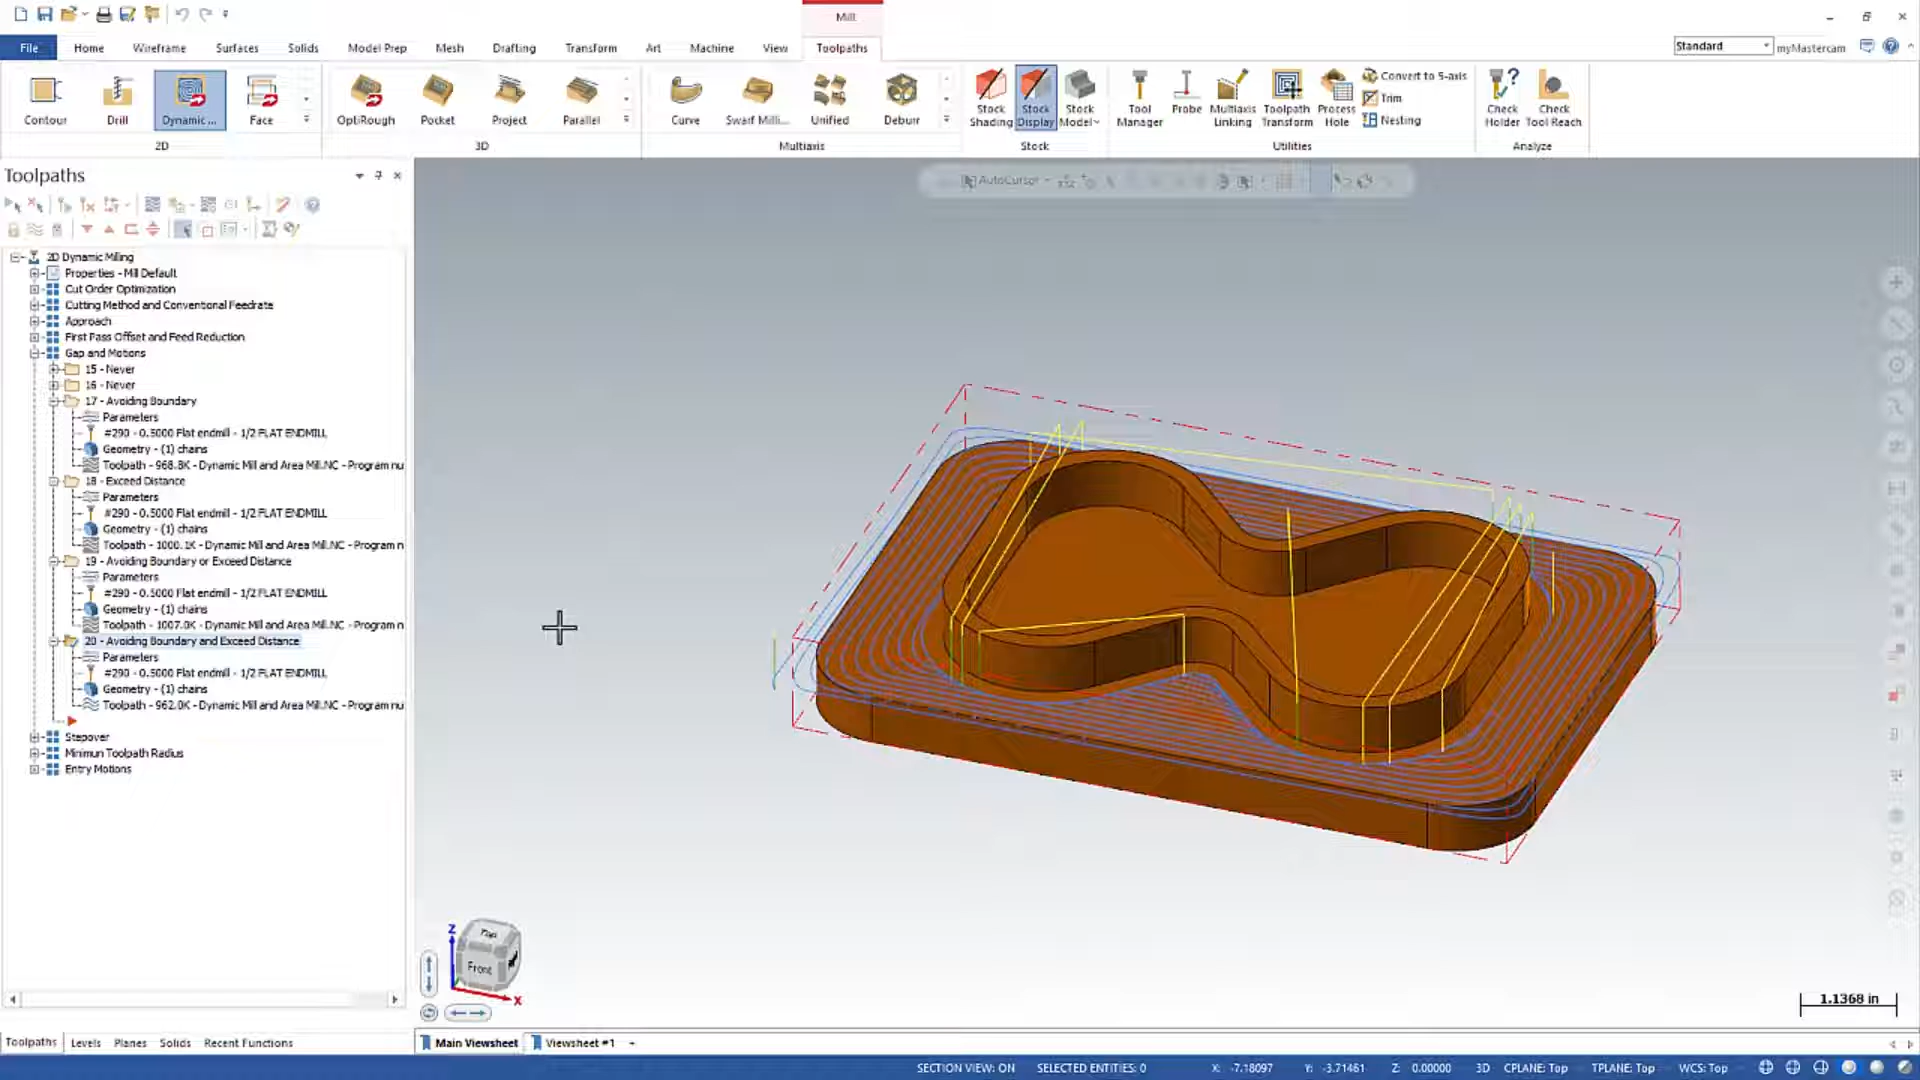 Mill
File Home Wireframe Surfaces Solids Model Prep Mesh Drafting Transform Art Machine View Toolpaths
Standard
myMastercam
Contour Drill Dynamic ... Face
2D
OptiRough Pocket Project Parallel
3D
Curve Swarf Milli... Unified Deburr
Multiaxis
Stock Shading Stock Display Stock Model
Stock
Tool Manager Probe Multiaxis Linking Toolpath Transform Process Hole
Convert to 5-axis
Trim
Nesting
Utilities
Check Holder Check Tool Reach
Analyze
Toolpaths
AutoCursor
2D Dynamic Milling
Properties - Mill Default
Cut Order Optimization
Cutting Method and Conventional Feedrate
Approach
First Pass Offset and Feed Reduction
Gap and Motions
15 - Never
16 - Never
17 - Avoiding Boundary
Parameters
#290 - 0.5000 Flat endmill - 1/2 FLAT ENDMILL
Geometry - (1) chains
Toolpath - 968.8K - Dynamic Mill and Area Mill.NC - Program nu
18 - Exceed Distance
Parameters
#290 - 0.5000 Flat endmill - 1/2 FLAT ENDMILL
Geometry - (1) chains
Toolpath - 1000.1K - Dynamic Mill and Area Mill.NC - Program n
19 - Avoiding Boundary or Exceed Distance
Parameters
#290 - 0.5000 Flat endmill - 1/2 FLAT ENDMILL
Geometry - (1) chains
Toolpath - 1007.0K - Dynamic Mill and Area Mill.NC - Program n
20 - Avoiding Boundary and Exceed Distance
Parameters
#290 - 0.5000 Flat endmill - 1/2 FLAT ENDMILL
Geometry - (1) chains
Toolpath - 962.0K - Dynamic Mill and Area Mill.NC - Program nu
Stepover
Minimun Toolpath Radius
Entry Motions
Z
Top
Front
X
1.1368 in
Toolpaths Levels Planes Solids Recent Functions
Main Viewsheet Viewsheet #1
SECTION VIEW: ON SELECTED ENTITIES: 0 X: -7.18097 Y: -3.71461 Z: 0.00000 3D CPLANE: Top TPLANE: Top WCS: Top